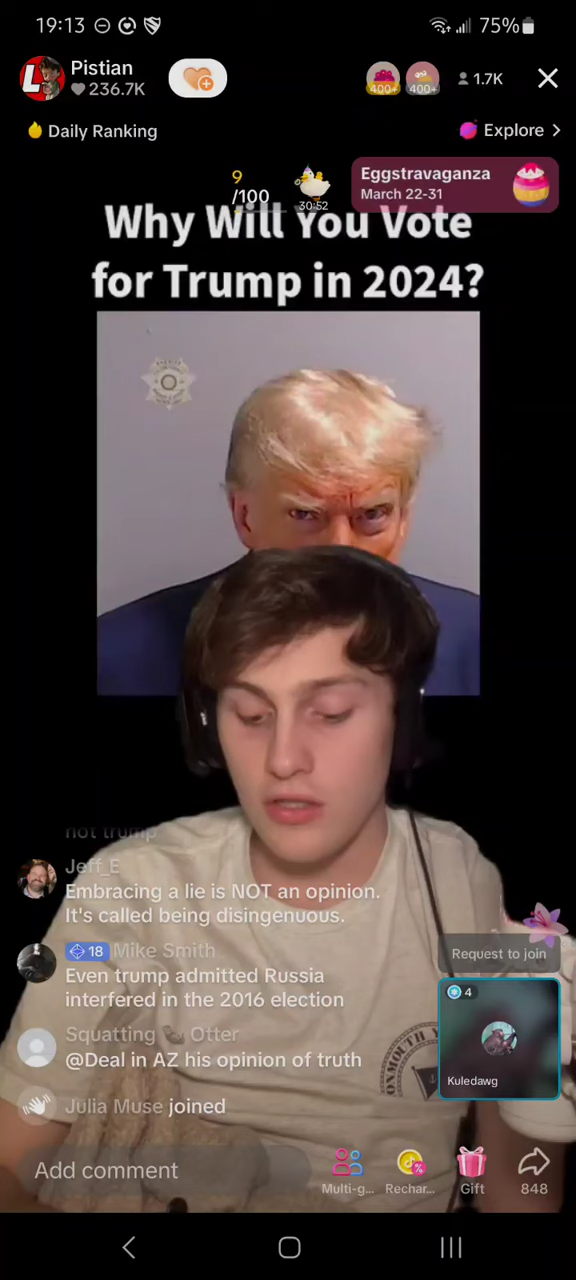 19:13
75%
Pistian
236.7K
400+
400+
1.7K
Daily Ranking
Explore
9
/100
30:52
Eggstravaganza
March 22-31
Why Will You Vote
for Trump in 2024?
not trump
Jeff_E
Embracing a lie is NOT an opinion.
It's called being disingenuous.
18 Mike Smith
Even trump admitted Russia
interfered in the 2016 election
Squatting Otter
@Deal in AZ his opinion of truth
Julia Muse joined
Request to join
4
Kuledawg
Add comment
Multi-g...
Rechar...
Gift
848